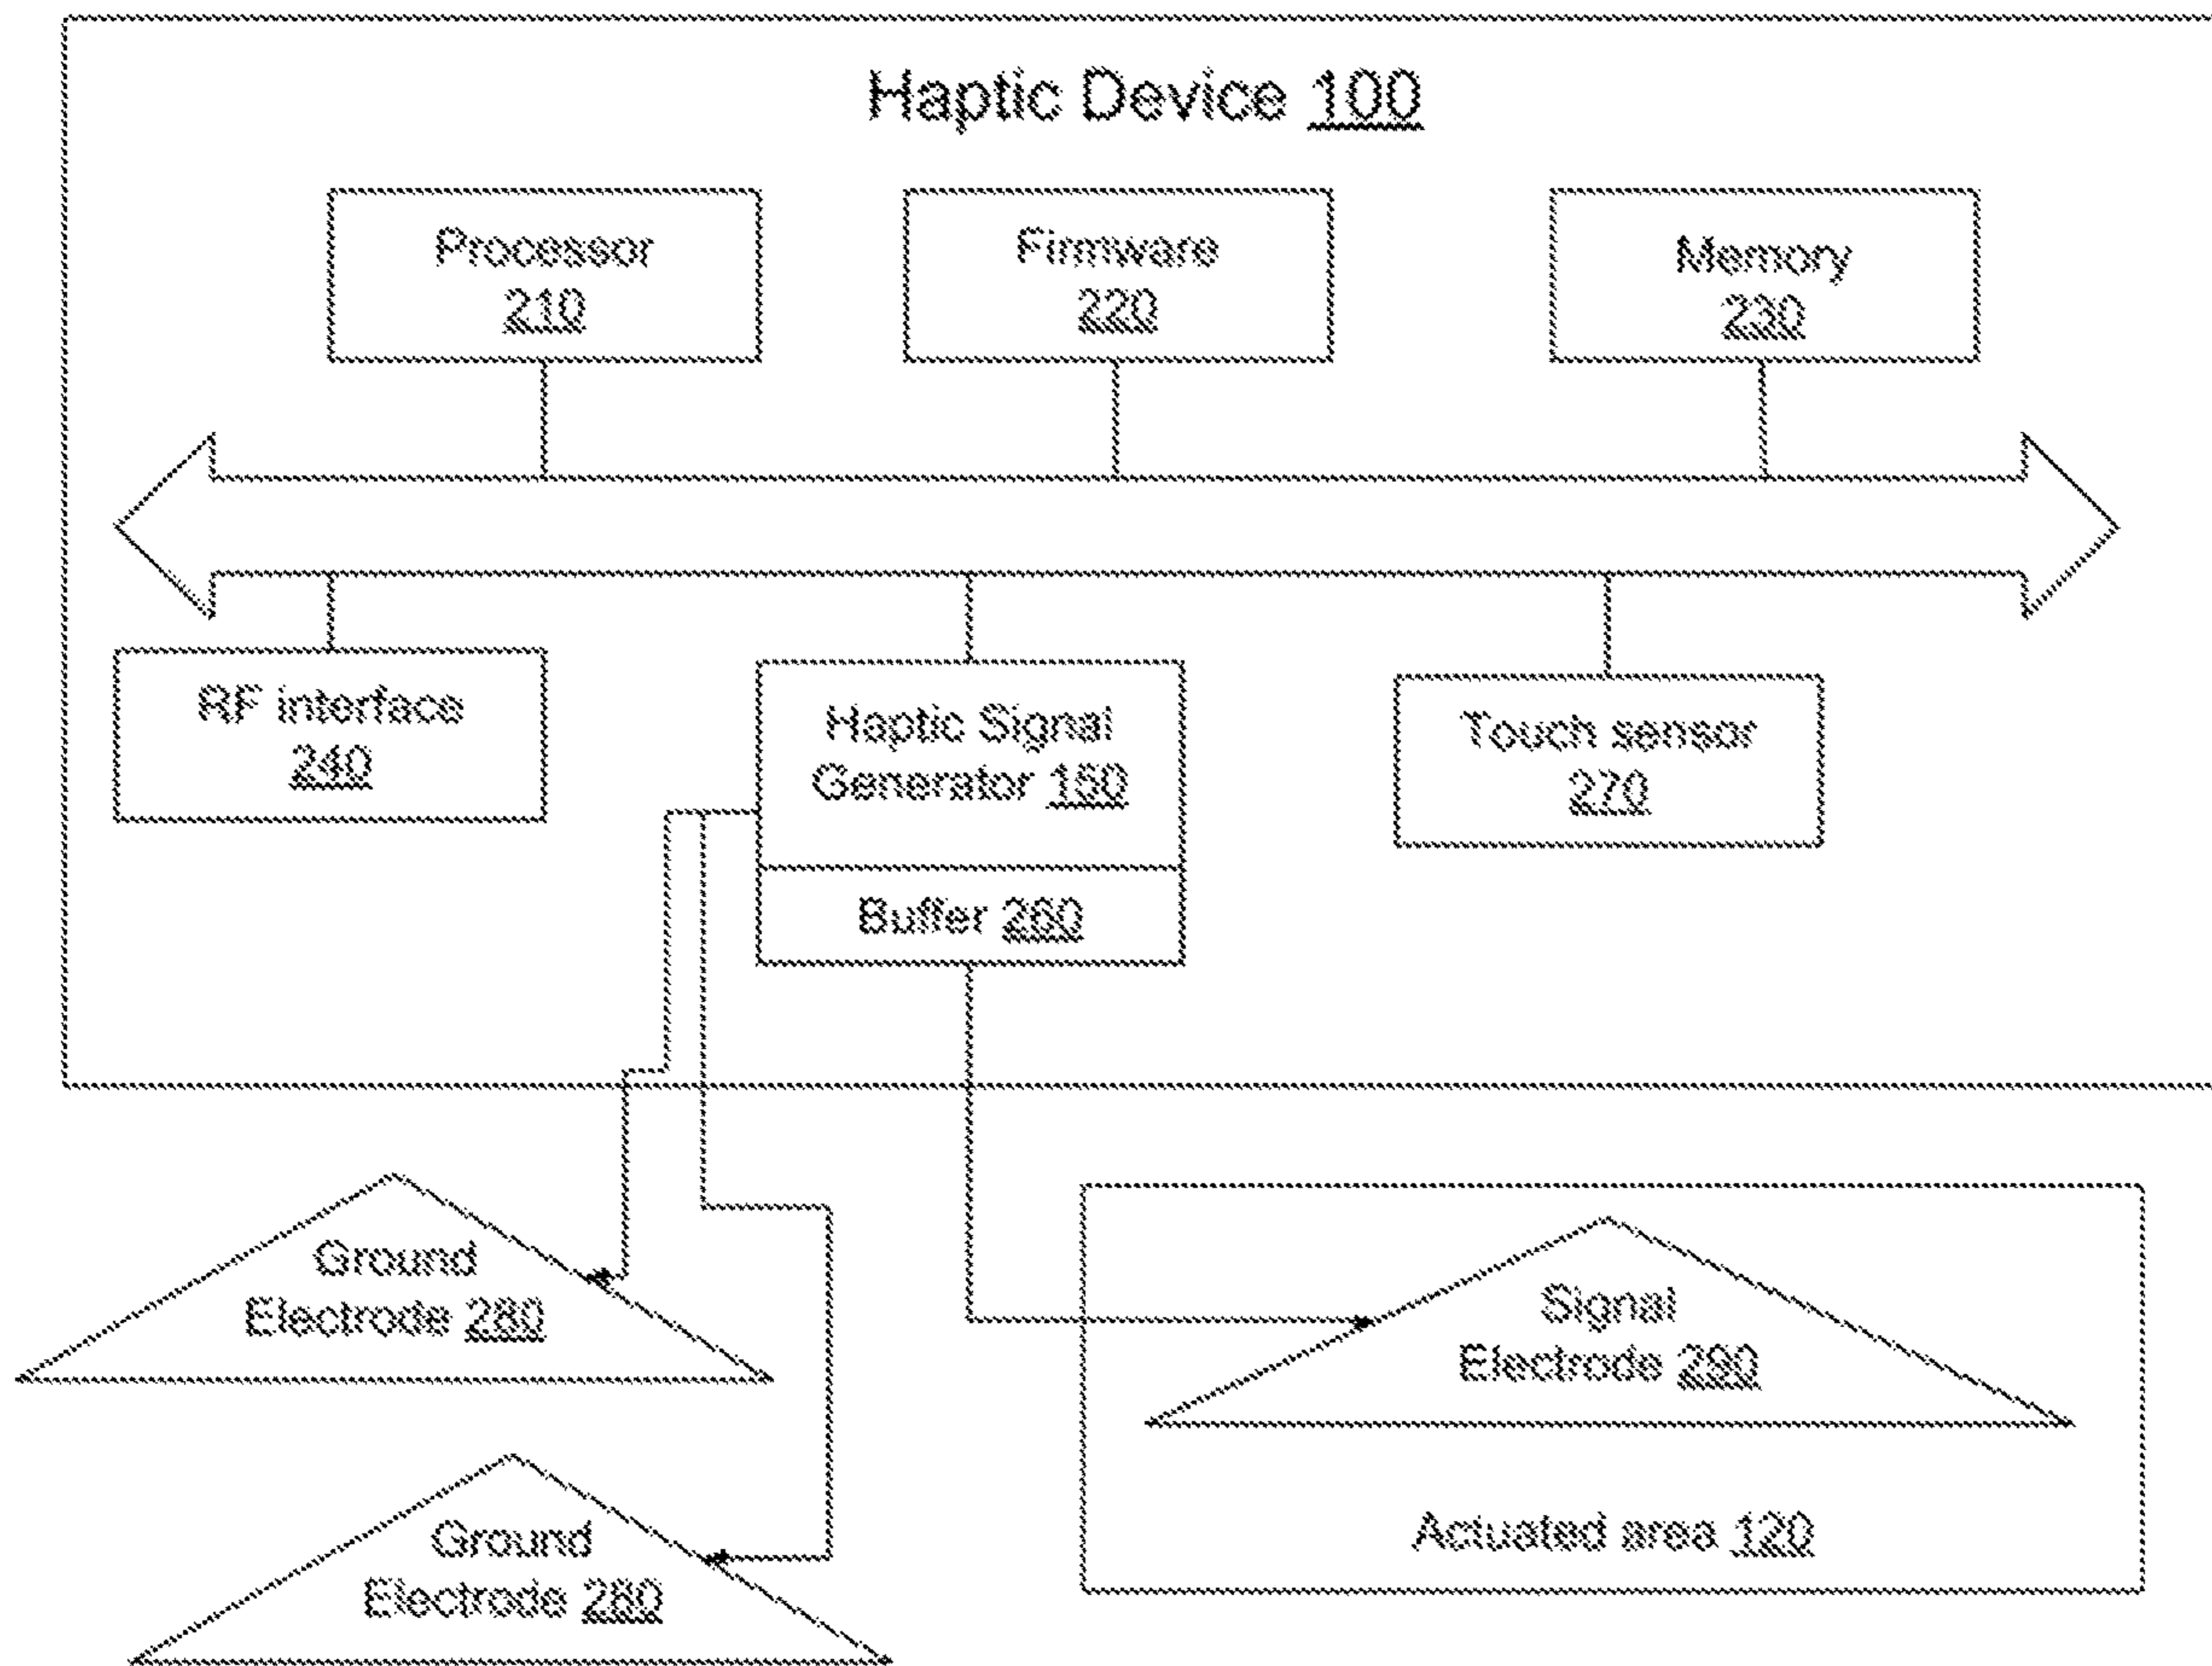 Haptic Device 100
Processor
210
Firmware
220
Memory
230
RF interface
240
Haptic Signal
Generator 150
Touch sensor
270
Buffer 260
Ground
Electrode 280
Signal
Electrode 290
Ground
Electrode 280
Actuated area 120